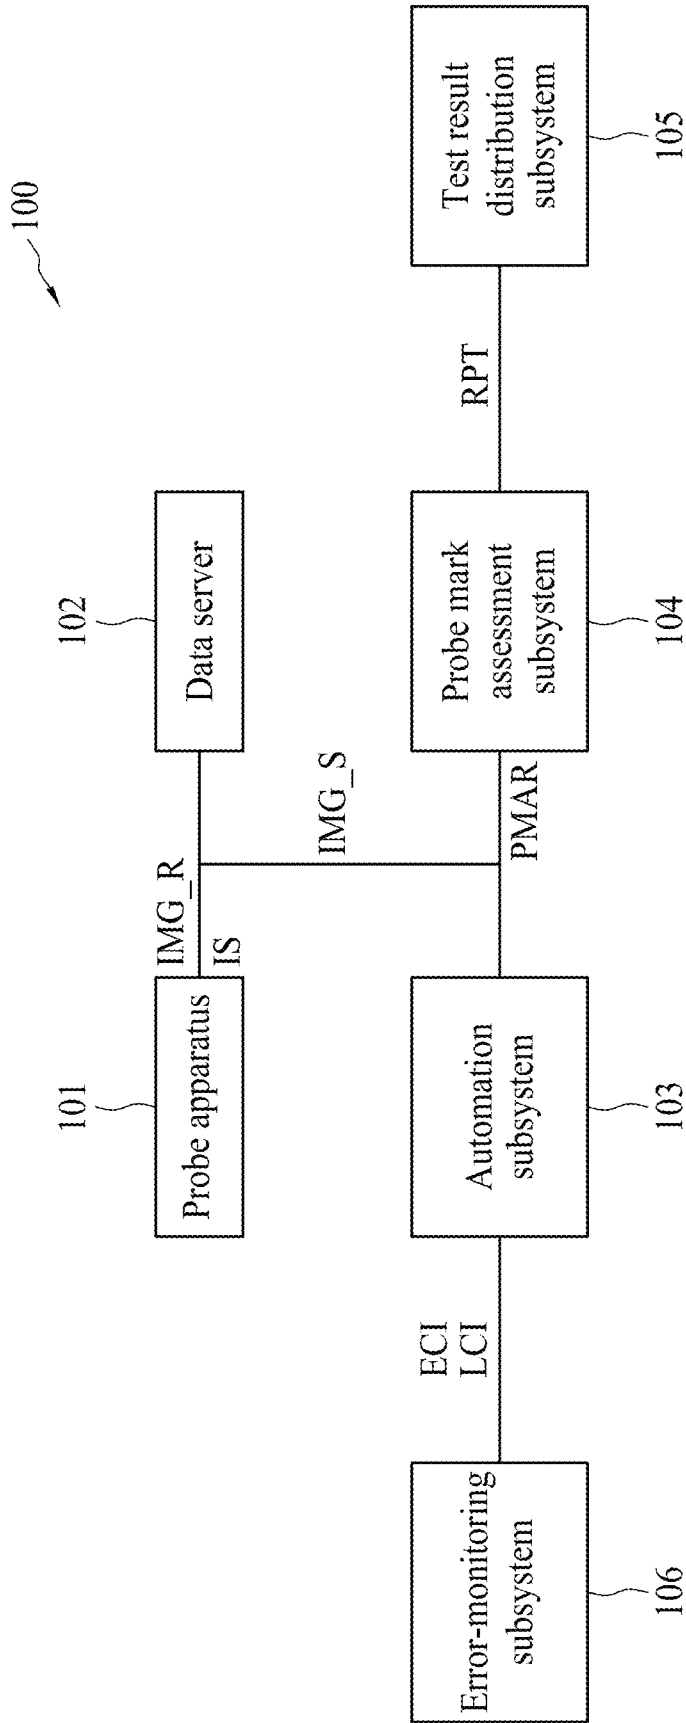 100
101
102
Probe apparatus
IMG_R
IS
Data server
IMG_S
ECI
LCI
PMAR
RPT
Error-monitoring
subsystem
Automation
subsystem
Probe mark
assessment
subsystem
Test result
distribution
subsystem
106
103
104
105